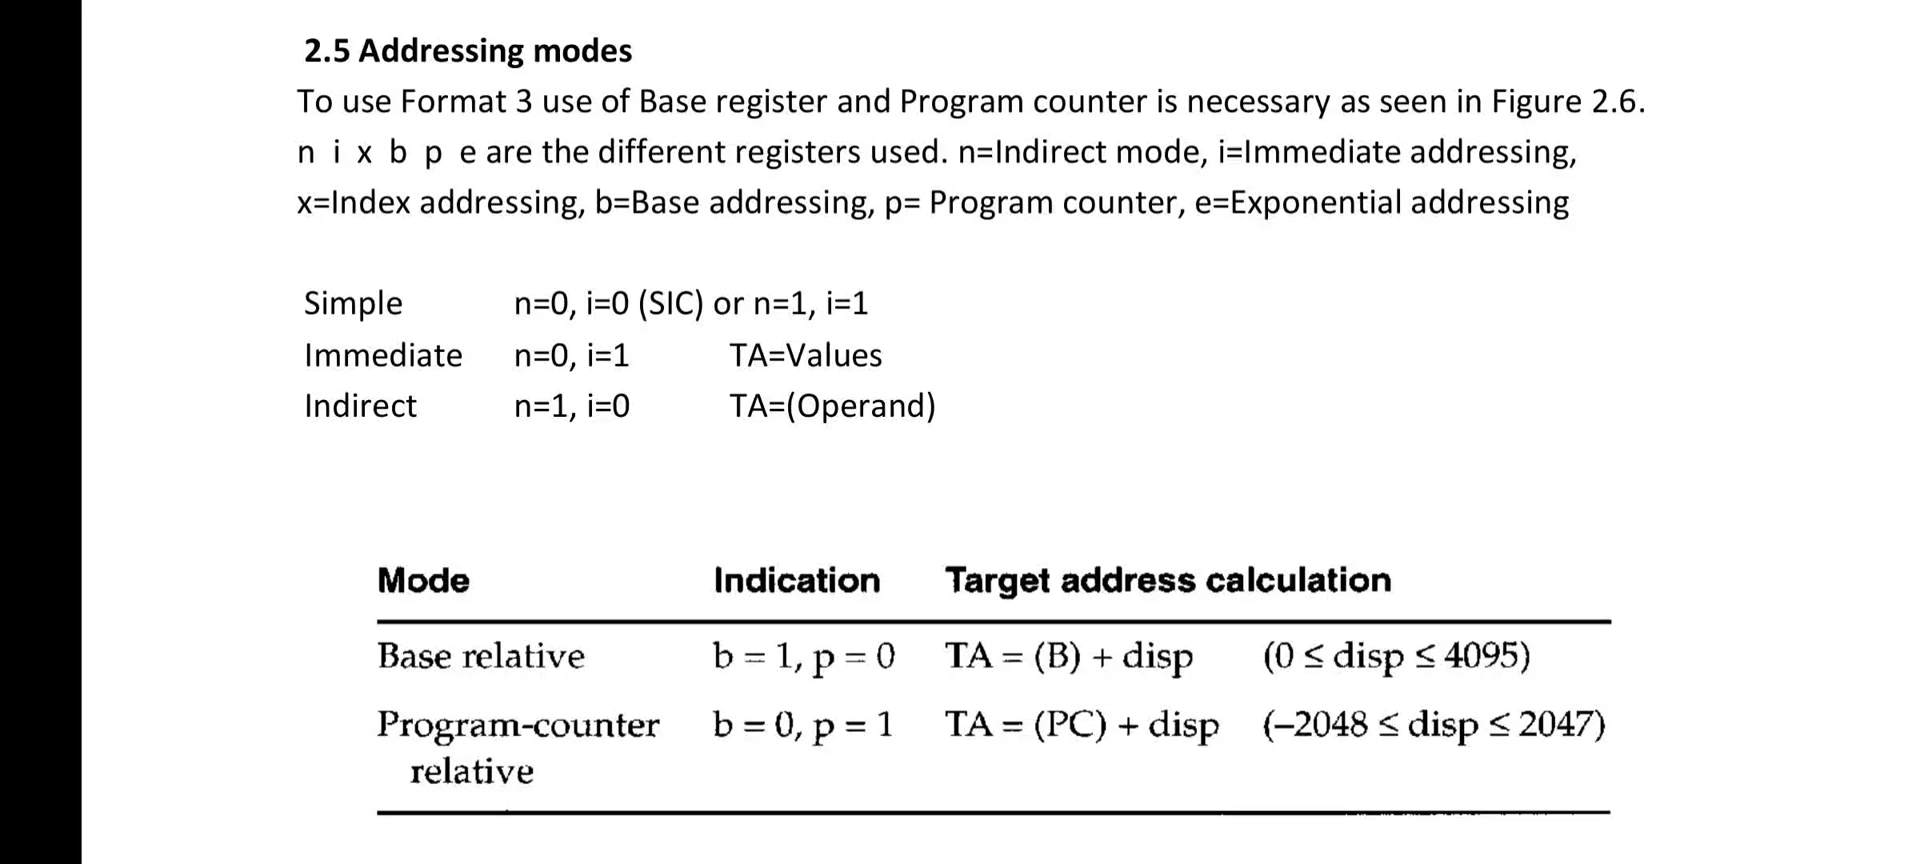 2.5 Addressing modes
To use Format 3 use of Base register and Program counter is necessary as seen in Figure 2.6.
n i x b p e are the different registers used. n=Indirect mode, i=Immediate addressing,
x=Index addressing, b=Base addressing, p= Program counter, e=Exponential addressing
Simple n=0, i=0 (SIC) or n=1, i=1
Immediate n=0, i=1 TA=Values
Indirect n=1, i=0 TA=(Operand)
Mode Indication Target address calculation
Base relative b = 1, p = 0 TA = (B) + disp (0 ≤ disp ≤ 4095)
Program-counter b = 0, p = 1 TA = (PC) + disp (–2048 ≤ disp ≤ 2047)
relative